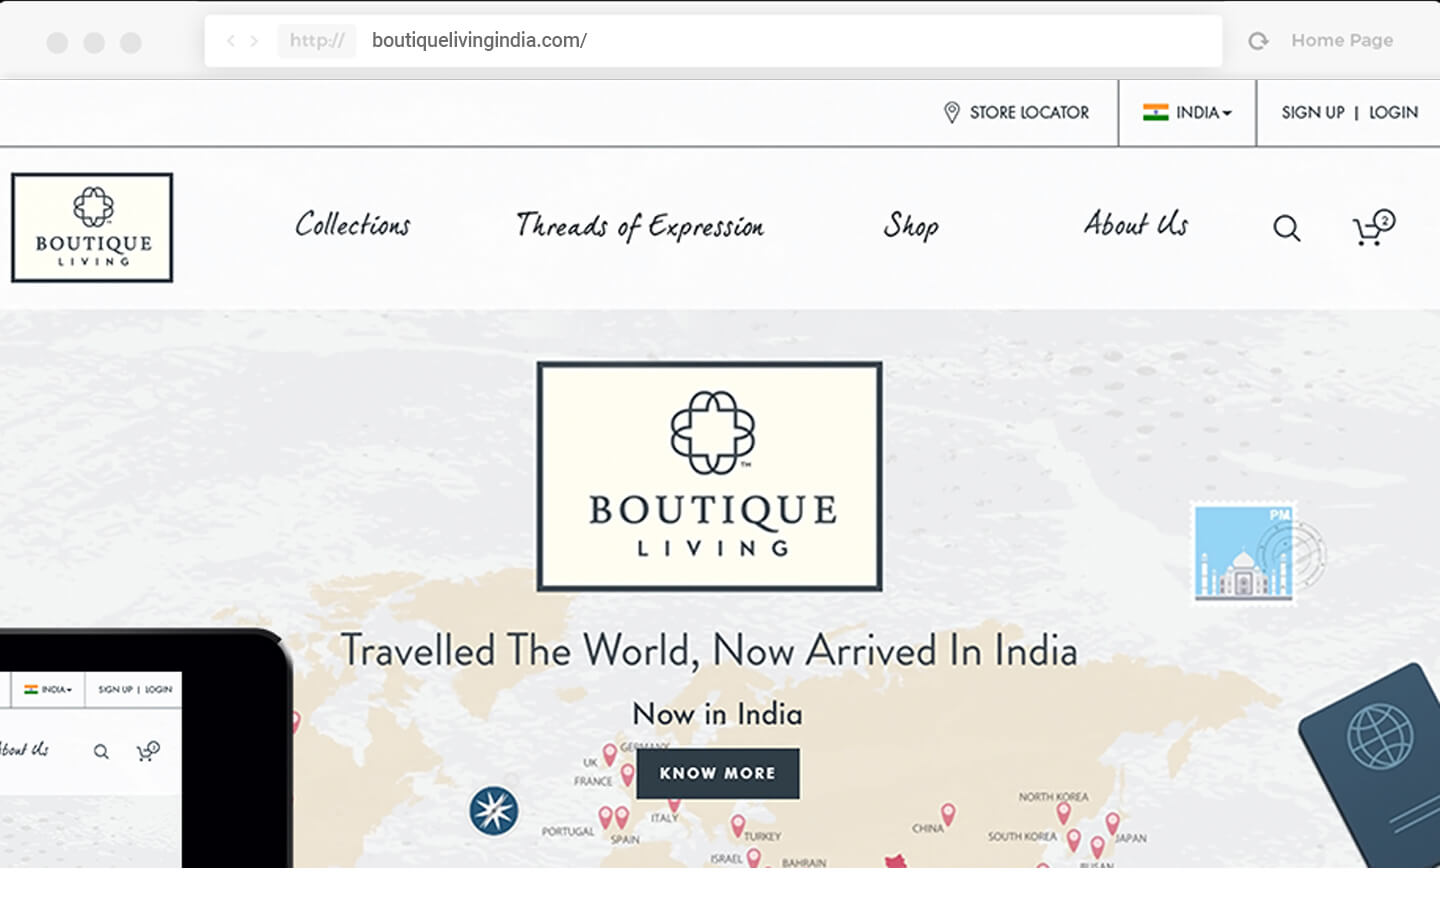 http:// boutiquelivingindia.com/ Home Page
STORE LOCATOR INDIA SIGN UP | LOGIN
BOUTIQUE
LIVING
Collections Threads of Expression Shop About Us 2
TM
BOUTIQUE
LIVING
PM
Travelled The World, Now Arrived In India
Now in India
KNOW MORE
INDIA SIGN UP | LOGIN
About Us
GERMANY
UK
FRANCE
ITALY
PORTUGAL
SPAIN
TURKEY
ISRAEL
BAHRAIN
NORTH KOREA
CHINA
SOUTH KOREA
JAPAN
BUSAN